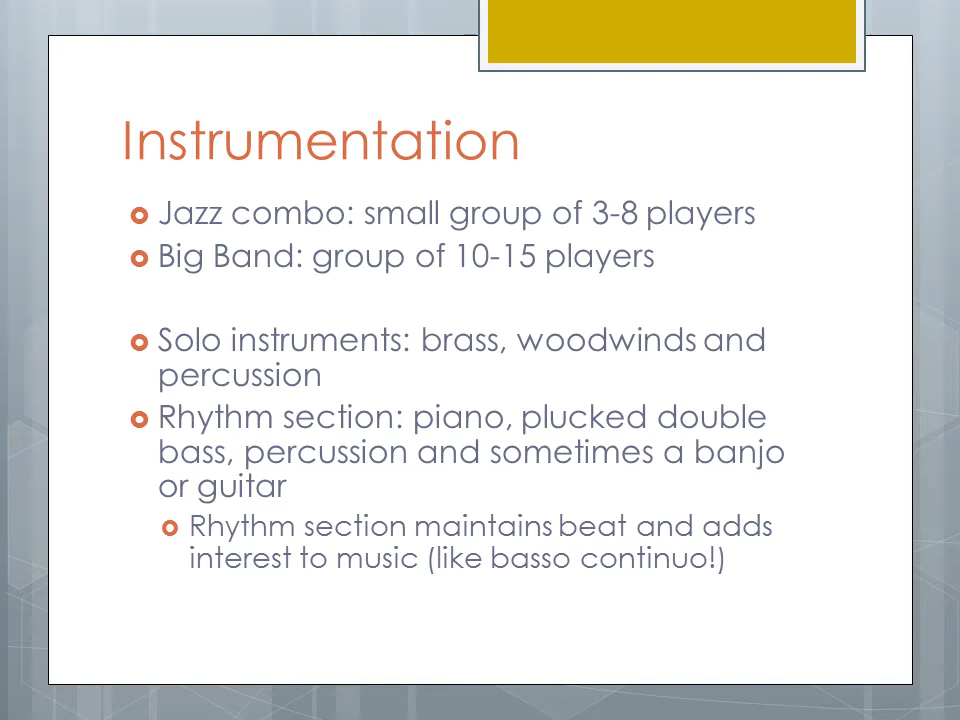 Instrumentation
Jazz combo: small group of 3-8 players
Big Band: group of 10-15 players
Solo instruments: brass, woodwinds and
percussion
Rhythm section: piano, plucked double
bass, percussion and sometimes a banjo
or guitar
Rhythm section maintains beat and adds
interest to music (like basso continuo!)